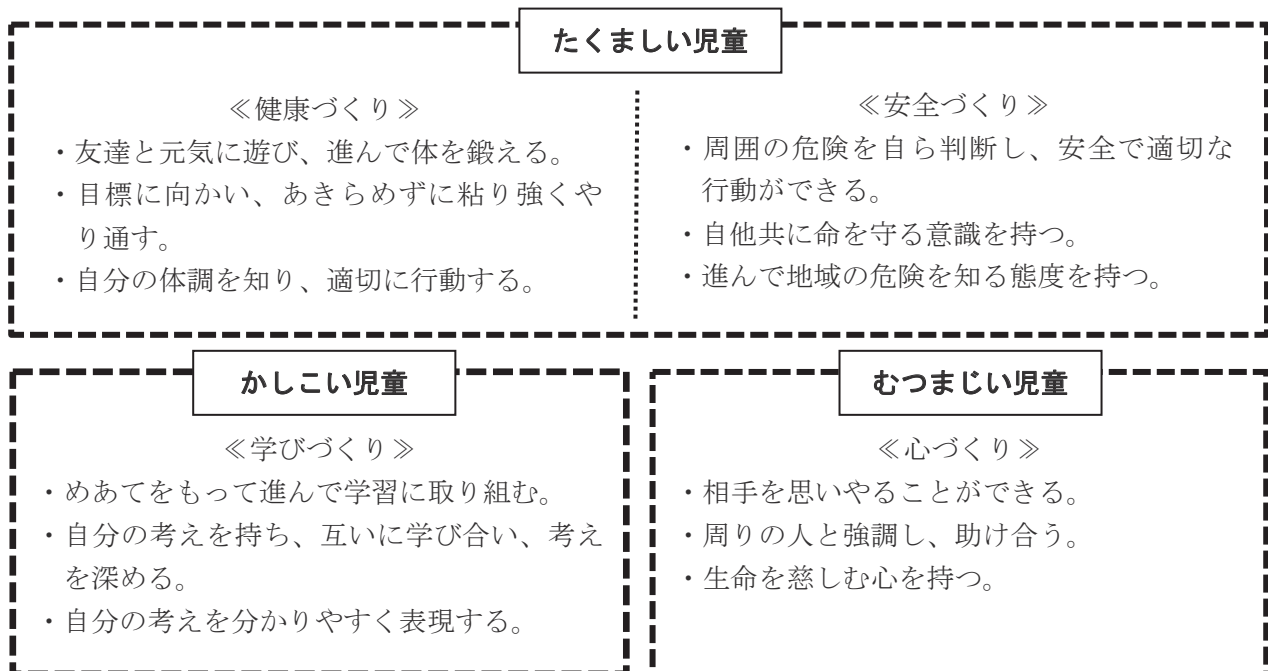 たくましい児童
≪健康づくり≫
・友達と元気に遊び、進んで体を鍛える。
・目標に向かい、あきらめずに粘り強くや
り通す。
・自分の体調を知り、適切に行動する。
≪安全づくり≫
・周囲の危険を自ら判断し、安全で適切な
行動ができる。
・自他共に命を守る意識を持つ。
・進んで地域の危険を知る態度を持つ。
かしこい児童
≪学びづくり≫
・めあてをもって進んで学習に取り組む。
・自分の考えを持ち、互いに学び合い、考え
を深める。
・自分の考えを分かりやすく表現する。
むつまじい児童
≪心づくり≫
・相手を思いやることができる。
・周りの人と強調し、助け合う。
・生命を慈しむ心を持つ。